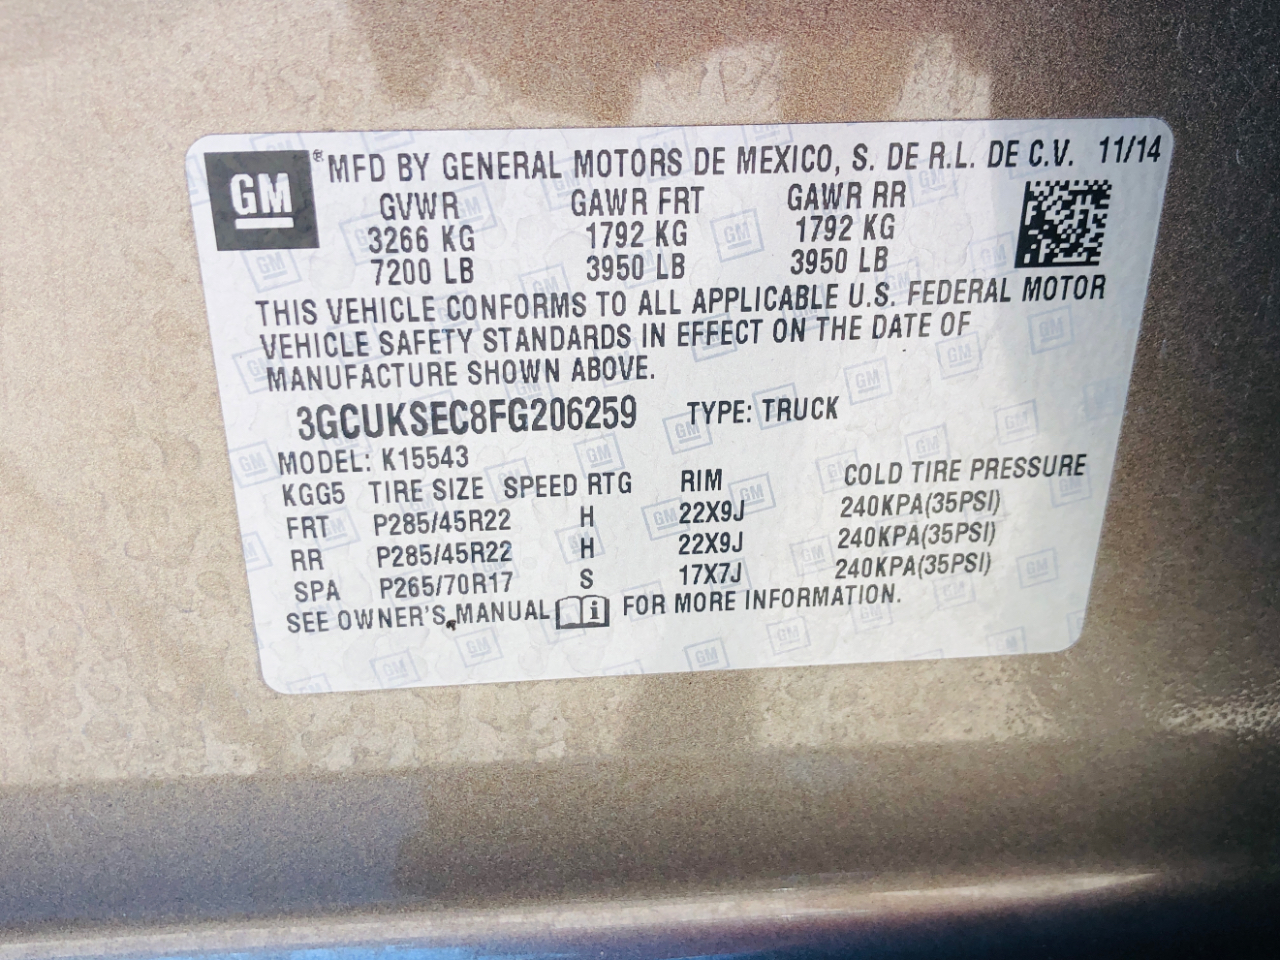 GM ® MFD BY GENERAL MOTORS DE MEXICO, S. DE R.L. DE C.V. 11/14
GVWR GAWR FRT GAWR RR
3266 KG 1792 KG 1792 KG
7200 LB 3950 LB 3950 LB
THIS VEHICLE CONFORMS TO ALL APPLICABLE U.S. FEDERAL MOTOR
VEHICLE SAFETY STANDARDS IN EFFECT ON THE DATE OF
MANUFACTURE SHOWN ABOVE.
3GCUKSEC8FG206259 TYPE: TRUCK
MODEL: K15543
KGG5 TIRE SIZE SPEED RTG RIM COLD TIRE PRESSURE
FRT P285/45R22 H 22X9J 240KPA(35PSI)
RR P285/45R22 H 22X9J 240KPA(35PSI)
SPA P265/70R17 S 17X7J 240KPA(35PSI)
SEE OWNER'S MANUAL FOR MORE INFORMATION.